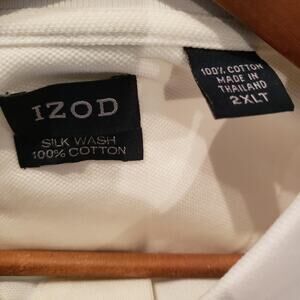 IZOD
SILK WASH
100% COTTON
100% COTTON
MADE IN
THAILAND
2XLT